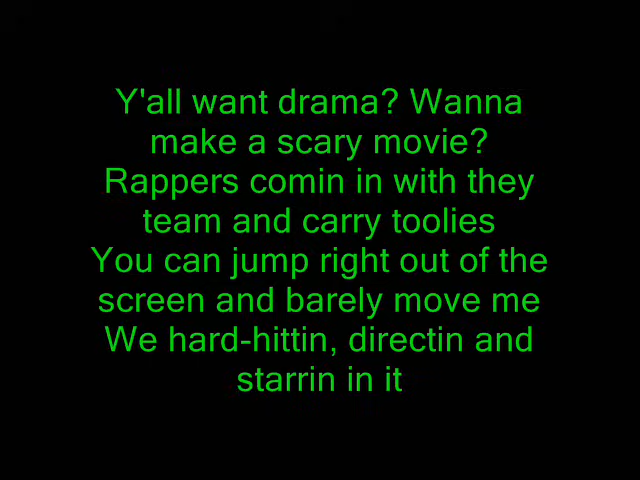 Y'all want drama? Wanna
make a scary movie?
Rappers comin in with they
team and carry toolies
You can jump right out of the
screen and barely move me
We hard-hittin, directin and
starrin in it